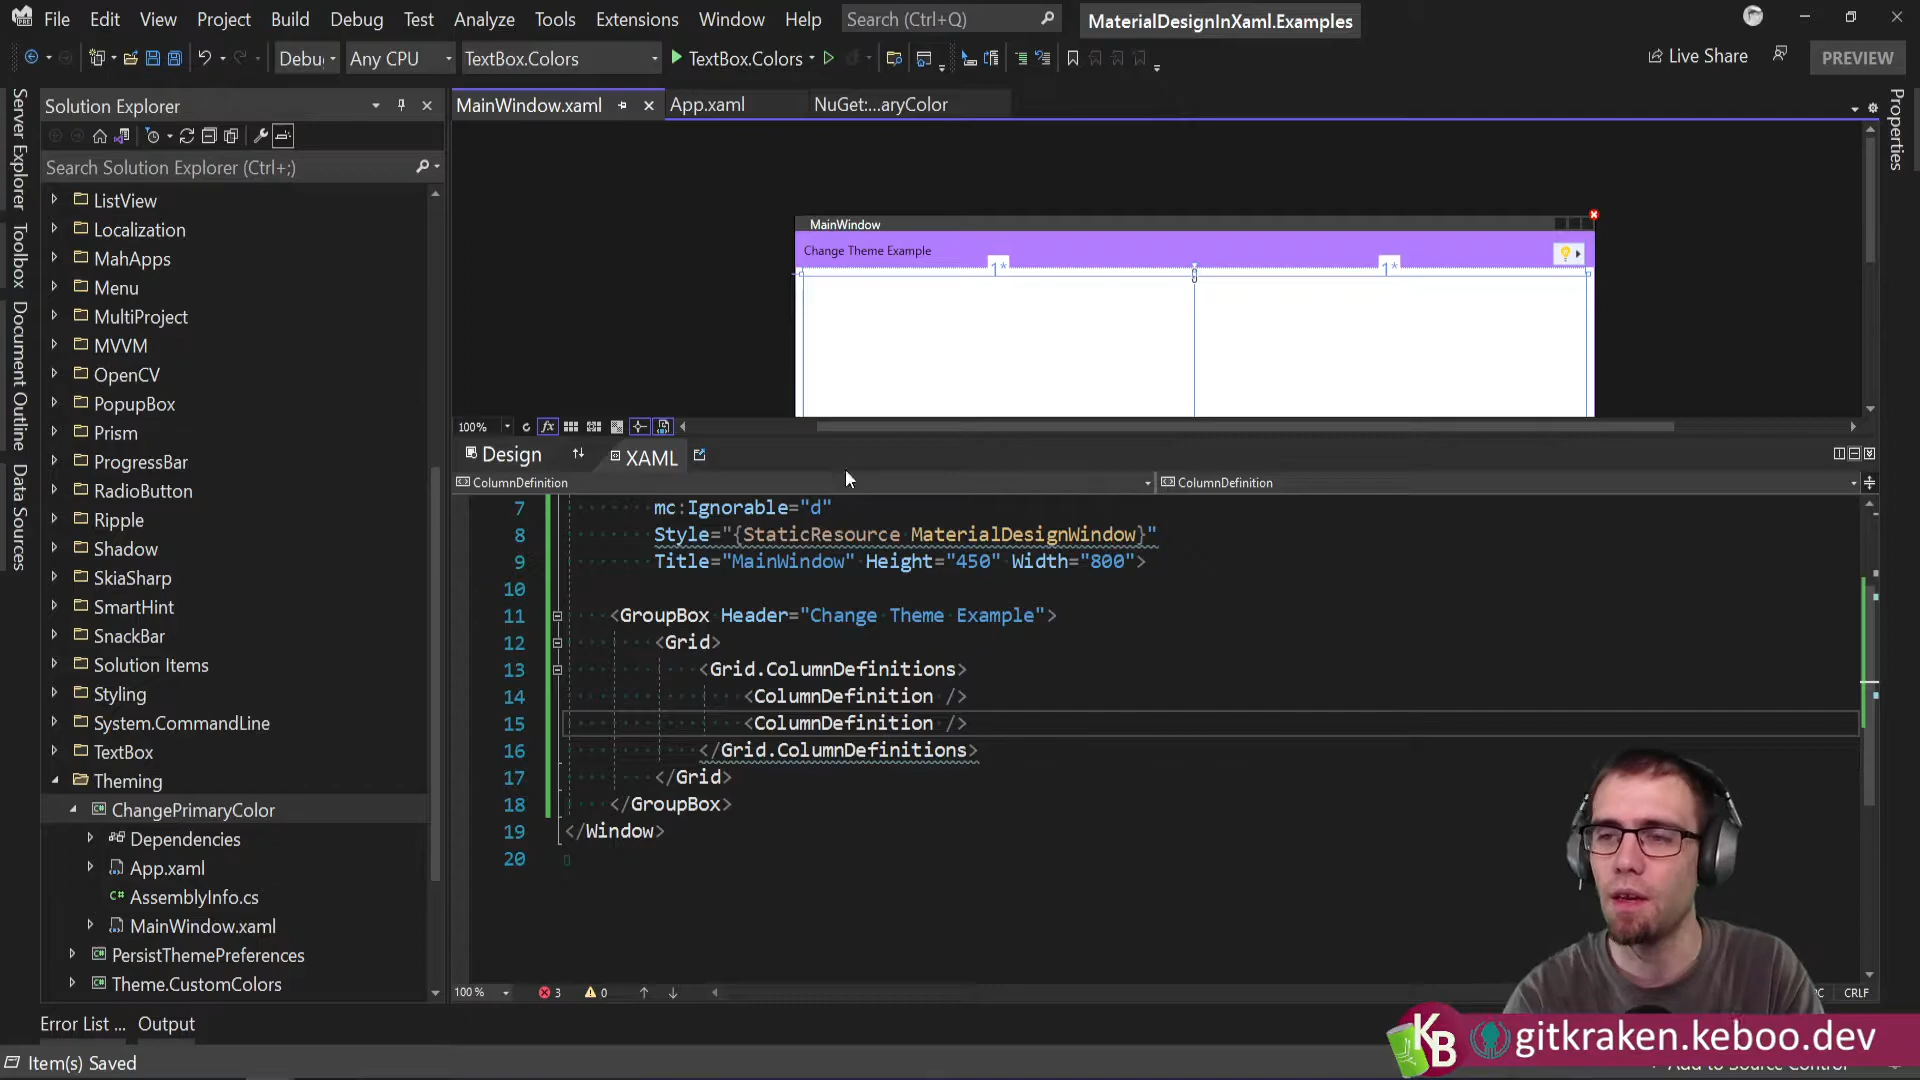 File Edit View Project Build Debug Test Analyze Tools Extensions Window Help Search (Ctrl+Q) MaterialDesignInXaml.Examples
Debug Any CPU TextBox.Colors TextBox.Colors Live Share PREVIEW
Server Explorer
Toolbox
Document Outline
Data Sources
Solution Explorer
Search Solution Explorer (Ctrl+;)
ListView
Localization
MahApps
Menu
MultiProject
MVVM
OpenCV
PopupBox
Prism
ProgressBar
RadioButton
Ripple
Shadow
SkiaSharp
SmartHint
SnackBar
Solution Items
Styling
System.CommandLine
TextBox
Theming
ChangePrimaryColor
Dependencies
App.xaml
AssemblyInfo.cs
MainWindow.xaml
PersistThemePreferences
Theme.CustomColors
MainWindow.xaml App.xaml NuGet:...aryColor
MainWindow
Change Theme Example
1* 1*
100%
Design XAML
ColumnDefinition ColumnDefinition
7 mc:Ignorable="d"
8 Style="{StaticResource MaterialDesignWindow}"
9 Title="MainWindow" Height="450" Width="800">
10
11 <GroupBox Header="Change Theme Example">
12 <Grid>
13 <Grid.ColumnDefinitions>
14 <ColumnDefinition />
15 <ColumnDefinition />
16 </Grid.ColumnDefinitions>
17 </Grid>
18 </GroupBox>
19 </Window>
20
100 % 3 0 CRLF
Properties
Error List ... Output
Item(s) Saved
KB gitkraken.keboo.dev